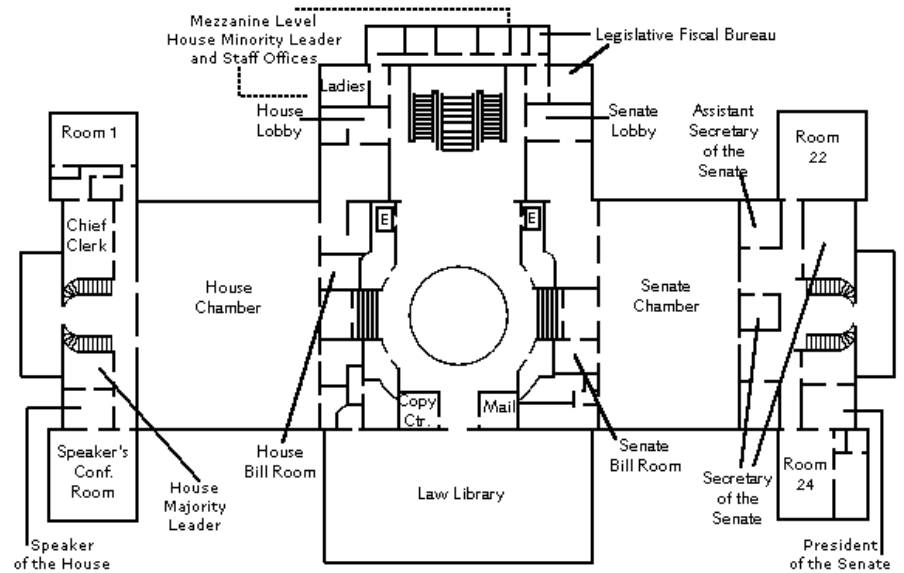 Mezzanine Level
House Minority Leader
and Staff Offices
Legislative Fiscal Bureau
Ladies
House
Lobby
Senate
Lobby
Assistant
Secretary
of the
Senate
Room 1
Room
22
Chief
Clerk
E
E
House
Chamber
Senate
Chamber
Copy
Ctr.
Mail
Speaker's
Conf.
Room
House
Majority
Leader
House
Bill Room
Law Library
Senate
Bill Room
Secretary
of the
Senate
Room
24
Speaker
of the House
President
of the Senate